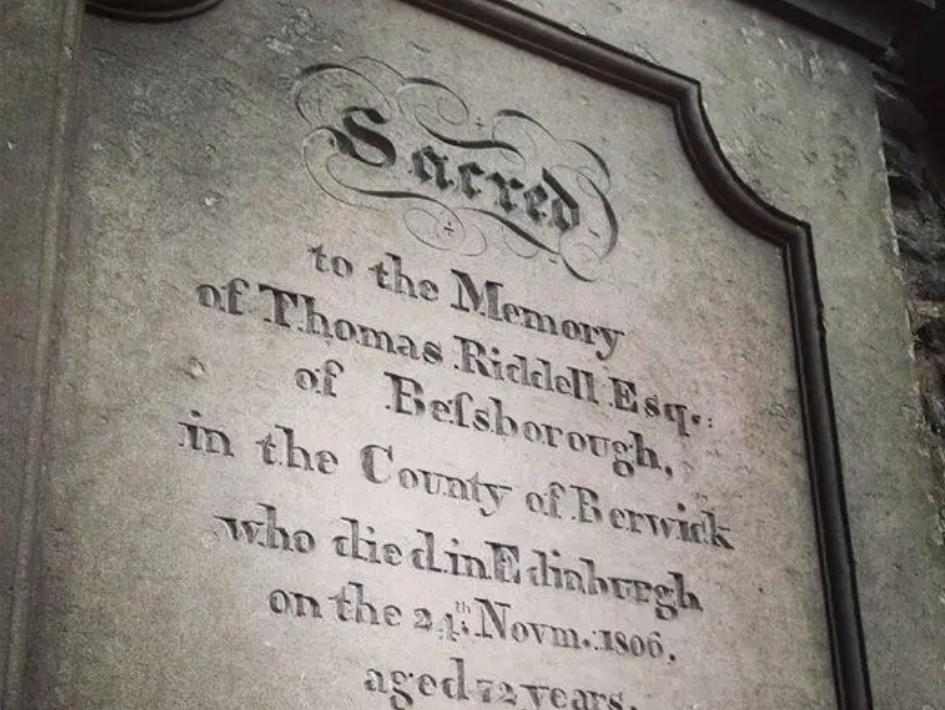 Sacred
to the Memory
of Thomas Riddell Esq.:
of Beſsborough,
in the County of Berwick
who died in Edinburgh
on the 24th Novm. 1806.
aged 72 years.